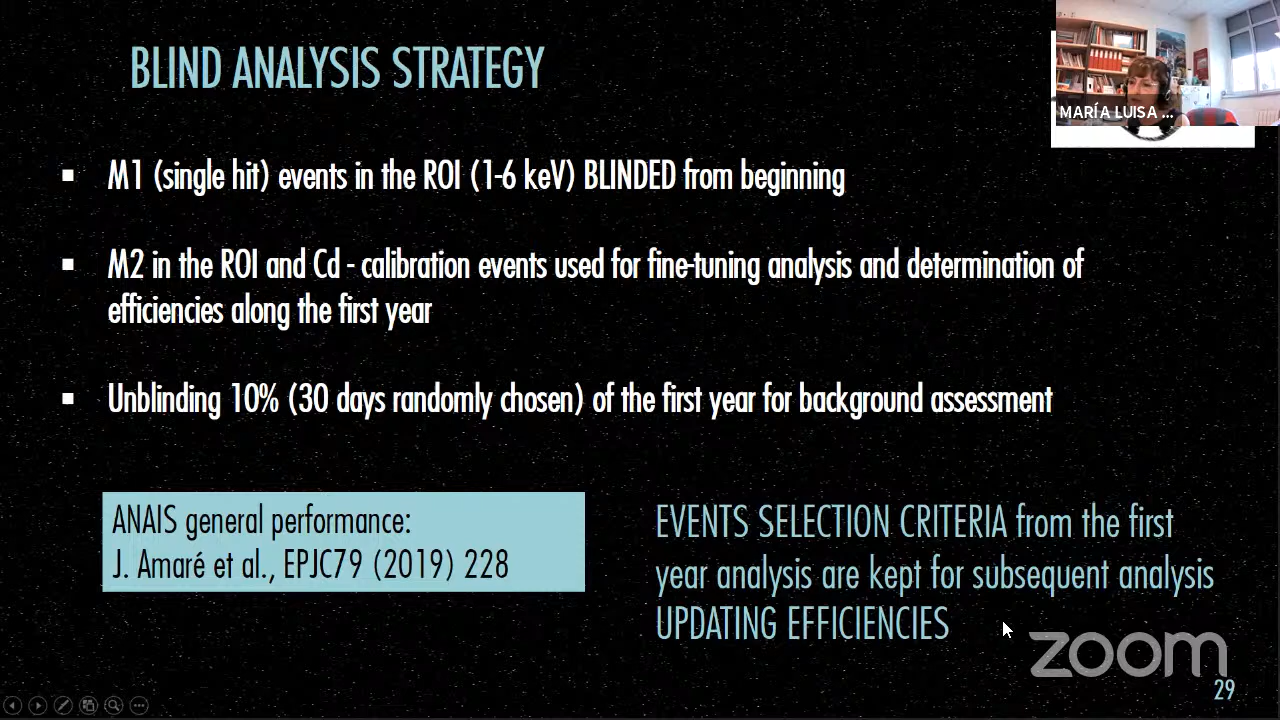 BLIND ANALYSIS STRATEGY
MARÍA LUISA ...
▪ M1 (single hit) events in the ROI (1-6 keV) BLINDED from beginning
▪ M2 in the ROI and Cd - calibration events used for fine-tuning analysis and determination of
efficiencies along the first year
▪ Unblinding 10% (30 days randomly chosen) of the first year for background assessment
ANAIS general performance:
J. Amaré et al., EPJC79 (2019) 228
EVENTS SELECTION CRITERIA from the first
year analysis are kept for subsequent analysis
UPDATING EFFICIENCIES
zoom
29